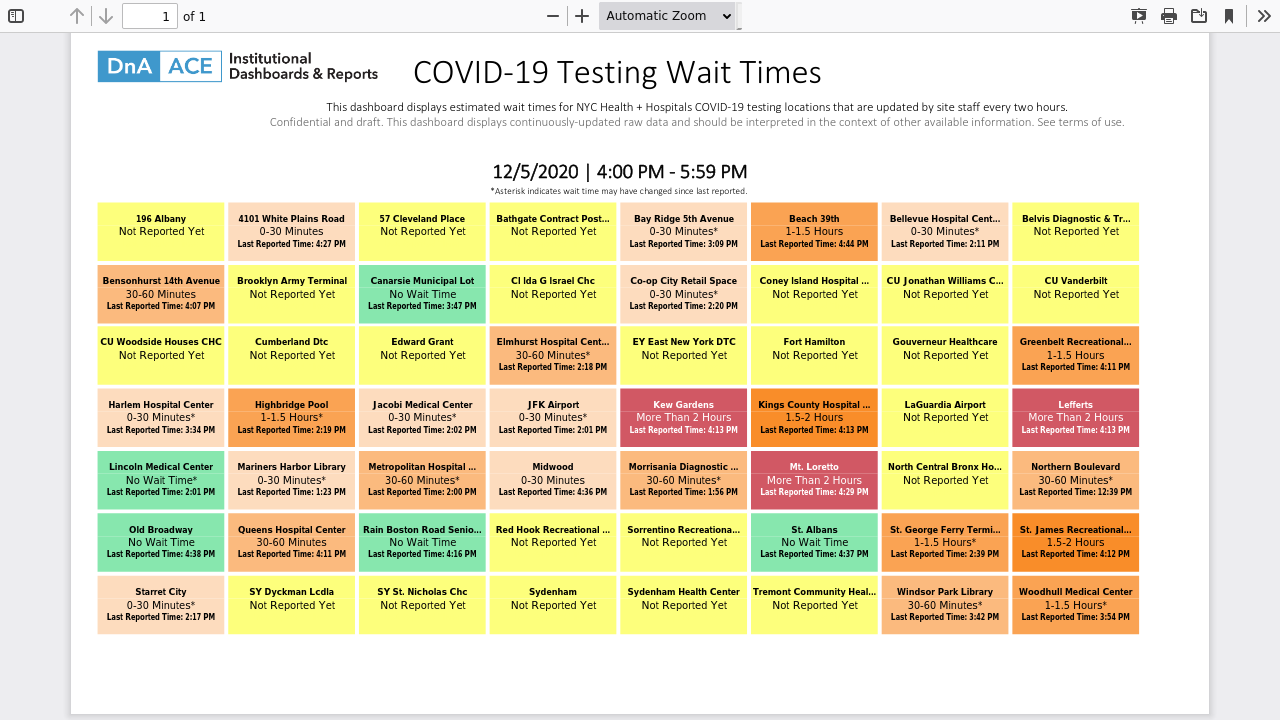 1 of 1 Automatic Zoom
DnA ACE Institutional Dashboards & Reports
COVID-19 Testing Wait Times
This dashboard displays estimated wait times for NYC Health + Hospitals COVID-19 testing locations that are updated by site staff every two hours.
Confidential and draft. This dashboard displays continuously-updated raw data and should be interpreted in the context of other available information. See terms of use.
12/5/2020 | 4:00 PM - 5:59 PM
*Asterisk indicates wait time may have changed since last reported.
196 Albany
Not Reported Yet
4101 White Plains Road
0-30 Minutes
Last Reported Time: 4:27 PM
57 Cleveland Place
Not Reported Yet
Bathgate Contract Post...
Not Reported Yet
Bay Ridge 5th Avenue
0-30 Minutes*
Last Reported Time: 3:09 PM
Beach 39th
1-1.5 Hours
Last Reported Time: 4:44 PM
Bellevue Hospital Cent...
0-30 Minutes*
Last Reported Time: 2:11 PM
Belvis Diagnostic & Tr...
Not Reported Yet
Bensonhurst 14th Avenue
30-60 Minutes
Last Reported Time: 4:07 PM
Brooklyn Army Terminal
Not Reported Yet
Canarsie Municipal Lot
No Wait Time
Last Reported Time: 3:47 PM
Cl Ida G Israel Chc
Not Reported Yet
Co-op City Retail Space
0-30 Minutes*
Last Reported Time: 2:20 PM
Coney Island Hospital ...
Not Reported Yet
CU Jonathan Williams C...
Not Reported Yet
CU Vanderbilt
Not Reported Yet
CU Woodside Houses CHC
Not Reported Yet
Cumberland Dtc
Not Reported Yet
Edward Grant
Not Reported Yet
Elmhurst Hospital Cent...
30-60 Minutes*
Last Reported Time: 2:18 PM
EY East New York DTC
Not Reported Yet
Fort Hamilton
Not Reported Yet
Gouverneur Healthcare
Not Reported Yet
Greenbelt Recreational...
1-1.5 Hours
Last Reported Time: 4:11 PM
Harlem Hospital Center
0-30 Minutes*
Last Reported Time: 3:34 PM
Highbridge Pool
1-1.5 Hours*
Last Reported Time: 2:19 PM
Jacobi Medical Center
0-30 Minutes*
Last Reported Time: 2:02 PM
JFK Airport
0-30 Minutes*
Last Reported Time: 2:01 PM
Kew Gardens
More Than 2 Hours
Last Reported Time: 4:13 PM
Kings County Hospital ...
1.5-2 Hours
Last Reported Time: 4:13 PM
LaGuardia Airport
Not Reported Yet
Lefferts
More Than 2 Hours
Last Reported Time: 4:13 PM
Lincoln Medical Center
No Wait Time*
Last Reported Time: 2:01 PM
Mariners Harbor Library
0-30 Minutes*
Last Reported Time: 1:23 PM
Metropolitan Hospital ...
30-60 Minutes*
Last Reported Time: 2:00 PM
Midwood
0-30 Minutes
Last Reported Time: 4:36 PM
Morrisania Diagnostic ...
30-60 Minutes*
Last Reported Time: 1:56 PM
Mt. Loretto
More Than 2 Hours
Last Reported Time: 4:29 PM
North Central Bronx Ho...
Not Reported Yet
Northern Boulevard
30-60 Minutes*
Last Reported Time: 12:39 PM
Old Broadway
No Wait Time
Last Reported Time: 4:38 PM
Queens Hospital Center
30-60 Minutes
Last Reported Time: 4:11 PM
Rain Boston Road Senio...
No Wait Time
Last Reported Time: 4:16 PM
Red Hook Recreational ...
Not Reported Yet
Sorrentino Recreationa...
Not Reported Yet
St. Albans
No Wait Time
Last Reported Time: 4:37 PM
St. George Ferry Termi...
1-1.5 Hours*
Last Reported Time: 2:39 PM
St. James Recreational...
1.5-2 Hours
Last Reported Time: 4:12 PM
Starret City
0-30 Minutes*
Last Reported Time: 2:17 PM
SY Dyckman Lcdla
Not Reported Yet
SY St. Nicholas Chc
Not Reported Yet
Sydenham
Not Reported Yet
Sydenham Health Center
Not Reported Yet
Tremont Community Heal...
Not Reported Yet
Windsor Park Library
30-60 Minutes*
Last Reported Time: 3:42 PM
Woodhull Medical Center
1-1.5 Hours*
Last Reported Time: 3:54 PM